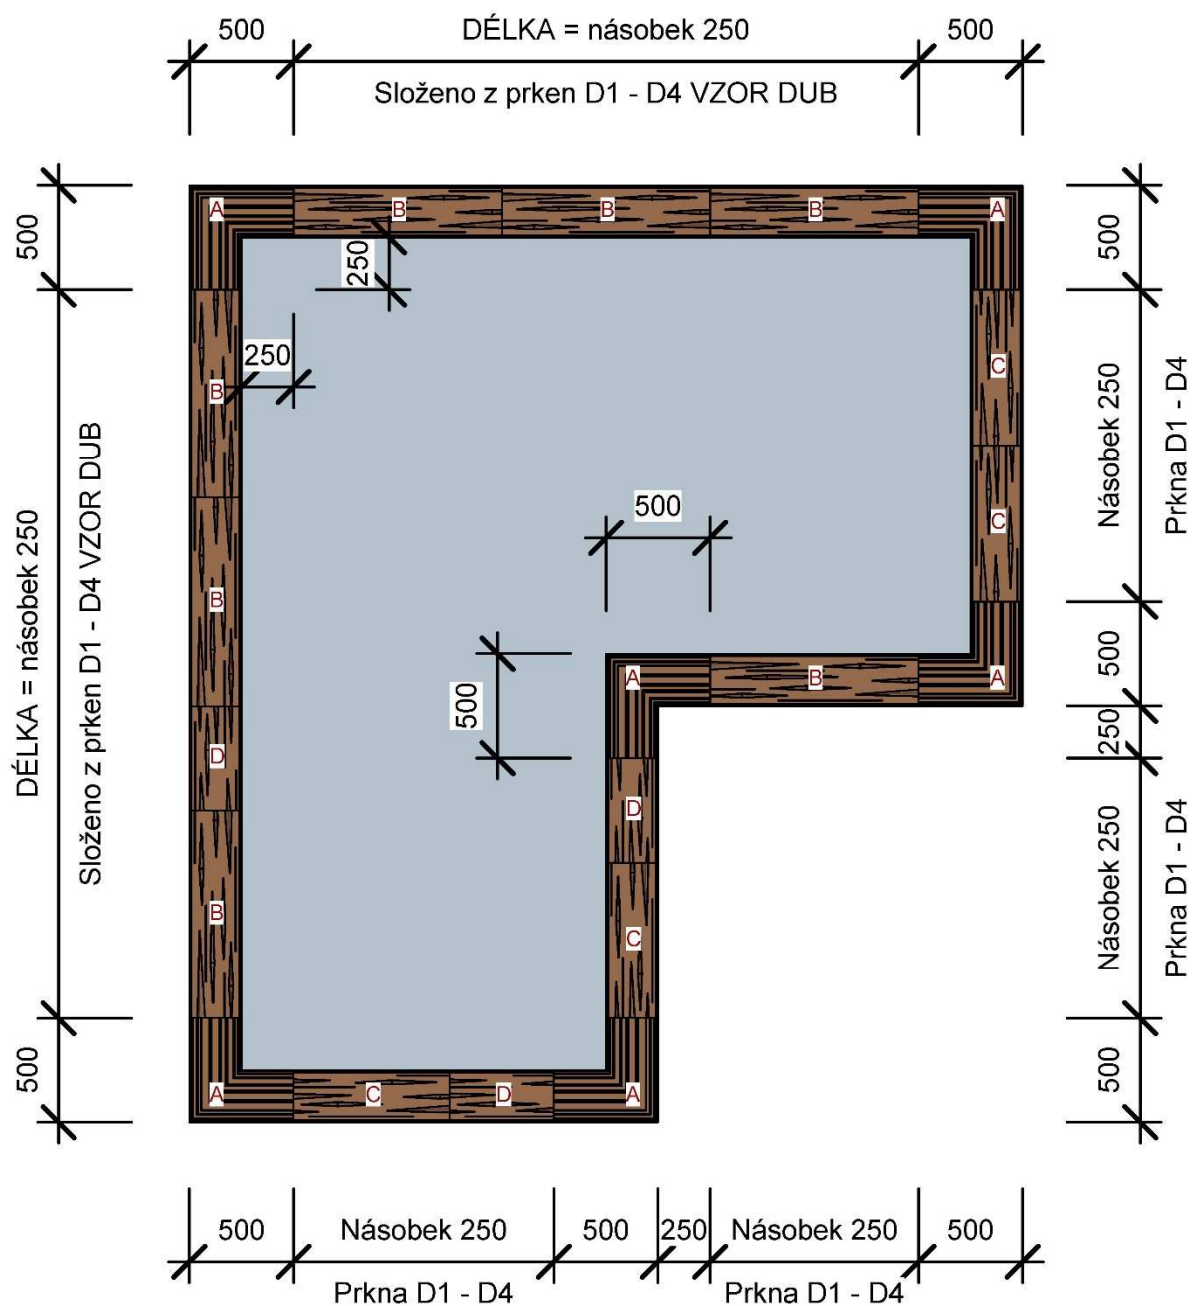 500
DÉLKA = násobek 250
500
Složeno z prken D1 - D4 VZOR DUB
A
B
B
B
A
500
500
250
250
C
B
Násobek 250
Prkna D1 - D4
DÉLKA = násobek 250
Složeno z prken D1 - D4 VZOR DUB
500
C
B
A
B
A
500
500
250
D
D
Násobek 250
Prkna D1 - D4
B
C
500
A
C
D
A
500
500
Násobek 250
500
250
Násobek 250
500
Prkna D1 - D4
Prkna D1 - D4